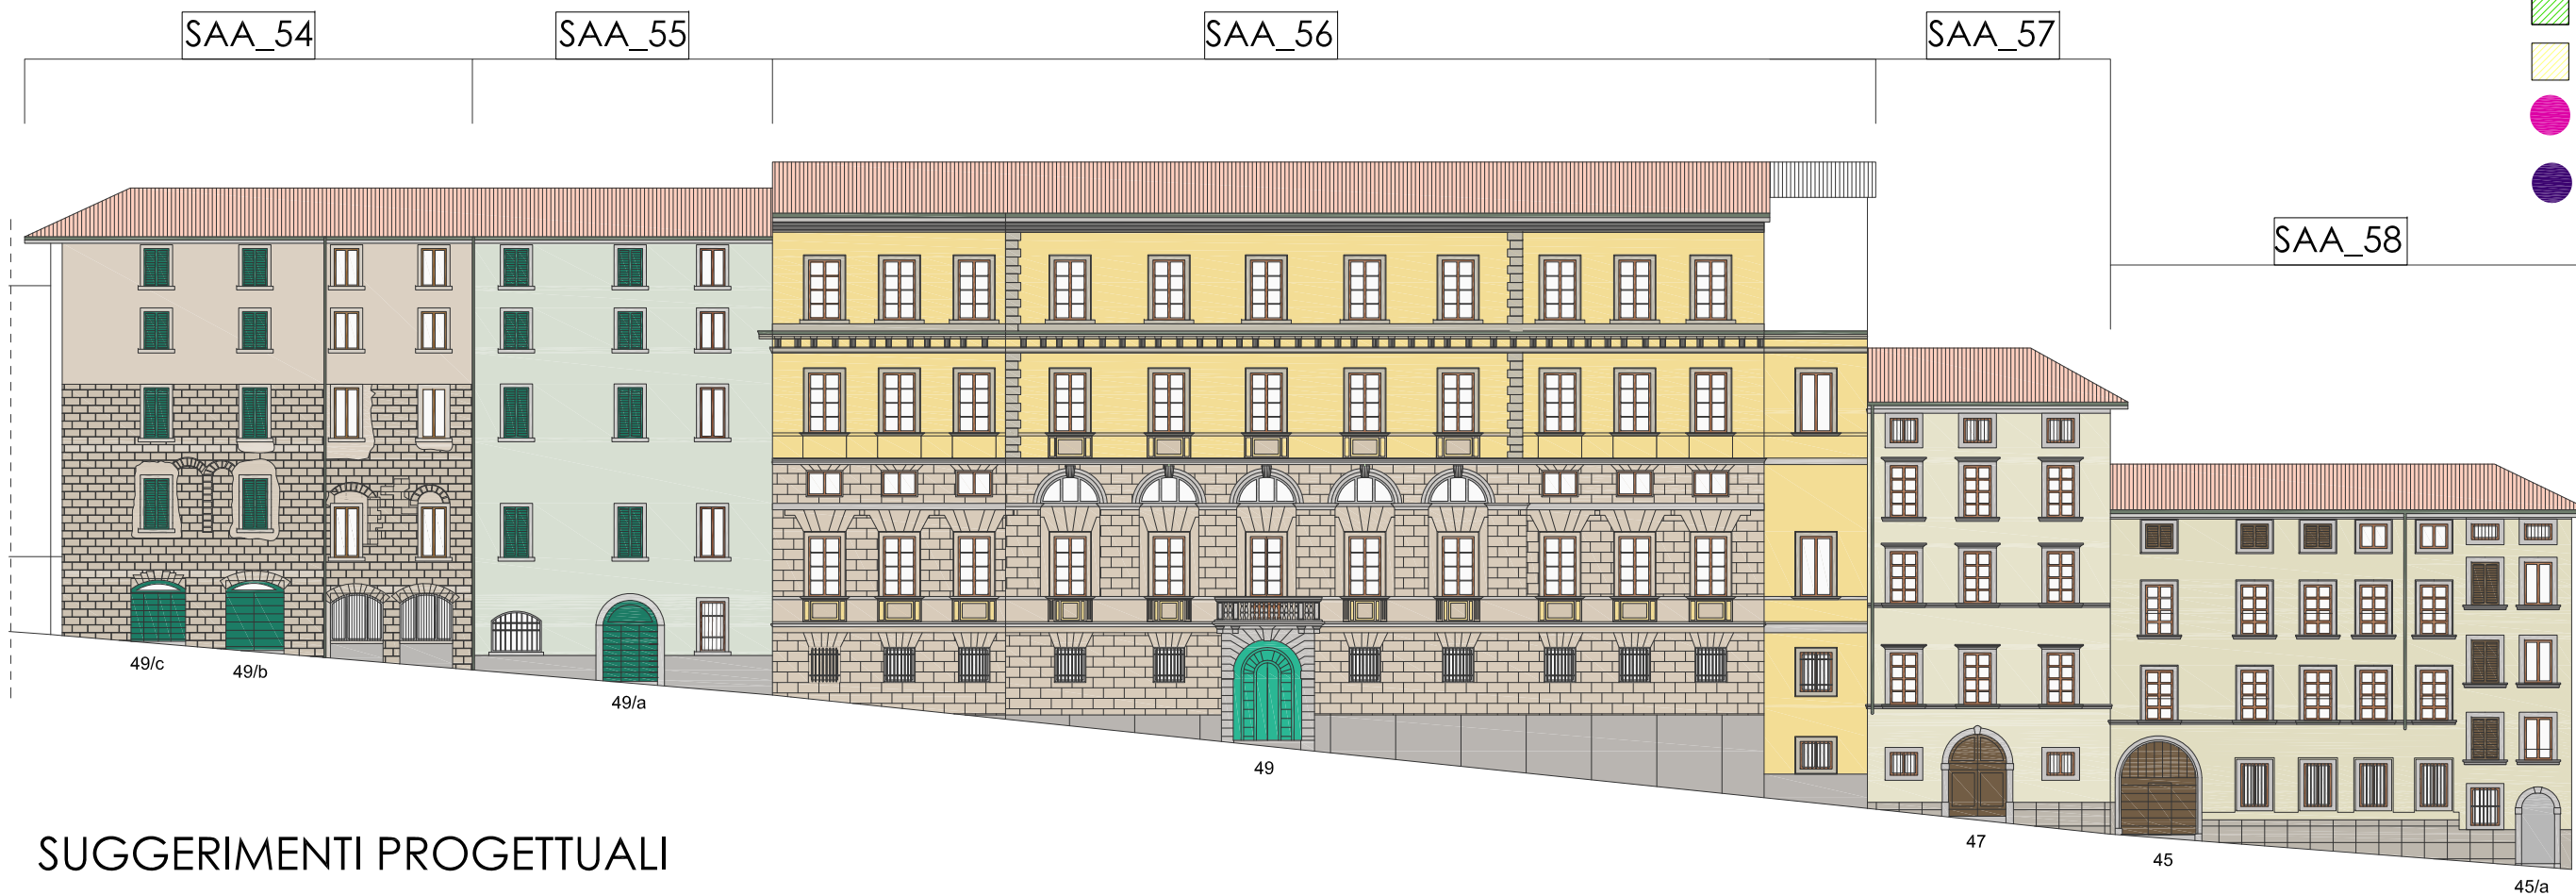 SAA_54
SAA_55
SAA_56
SAA_57
SAA_58
49/c
49/b
49/a
49
47
45
45/a
SUGGERIMENTI PROGETTUALI